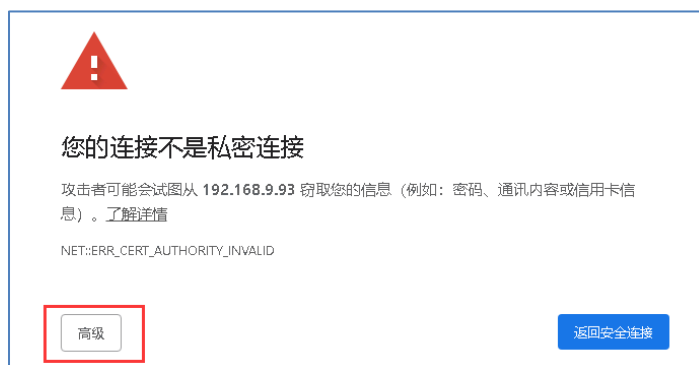 您的连接不是私密连接
攻击者可能会试图从 192.168.9.93 窃取您的信息（例如：密码、通讯内容或信用卡信
息）。了解详情
NET::ERR_CERT_AUTHORITY_INVALID
高级
返回安全连接